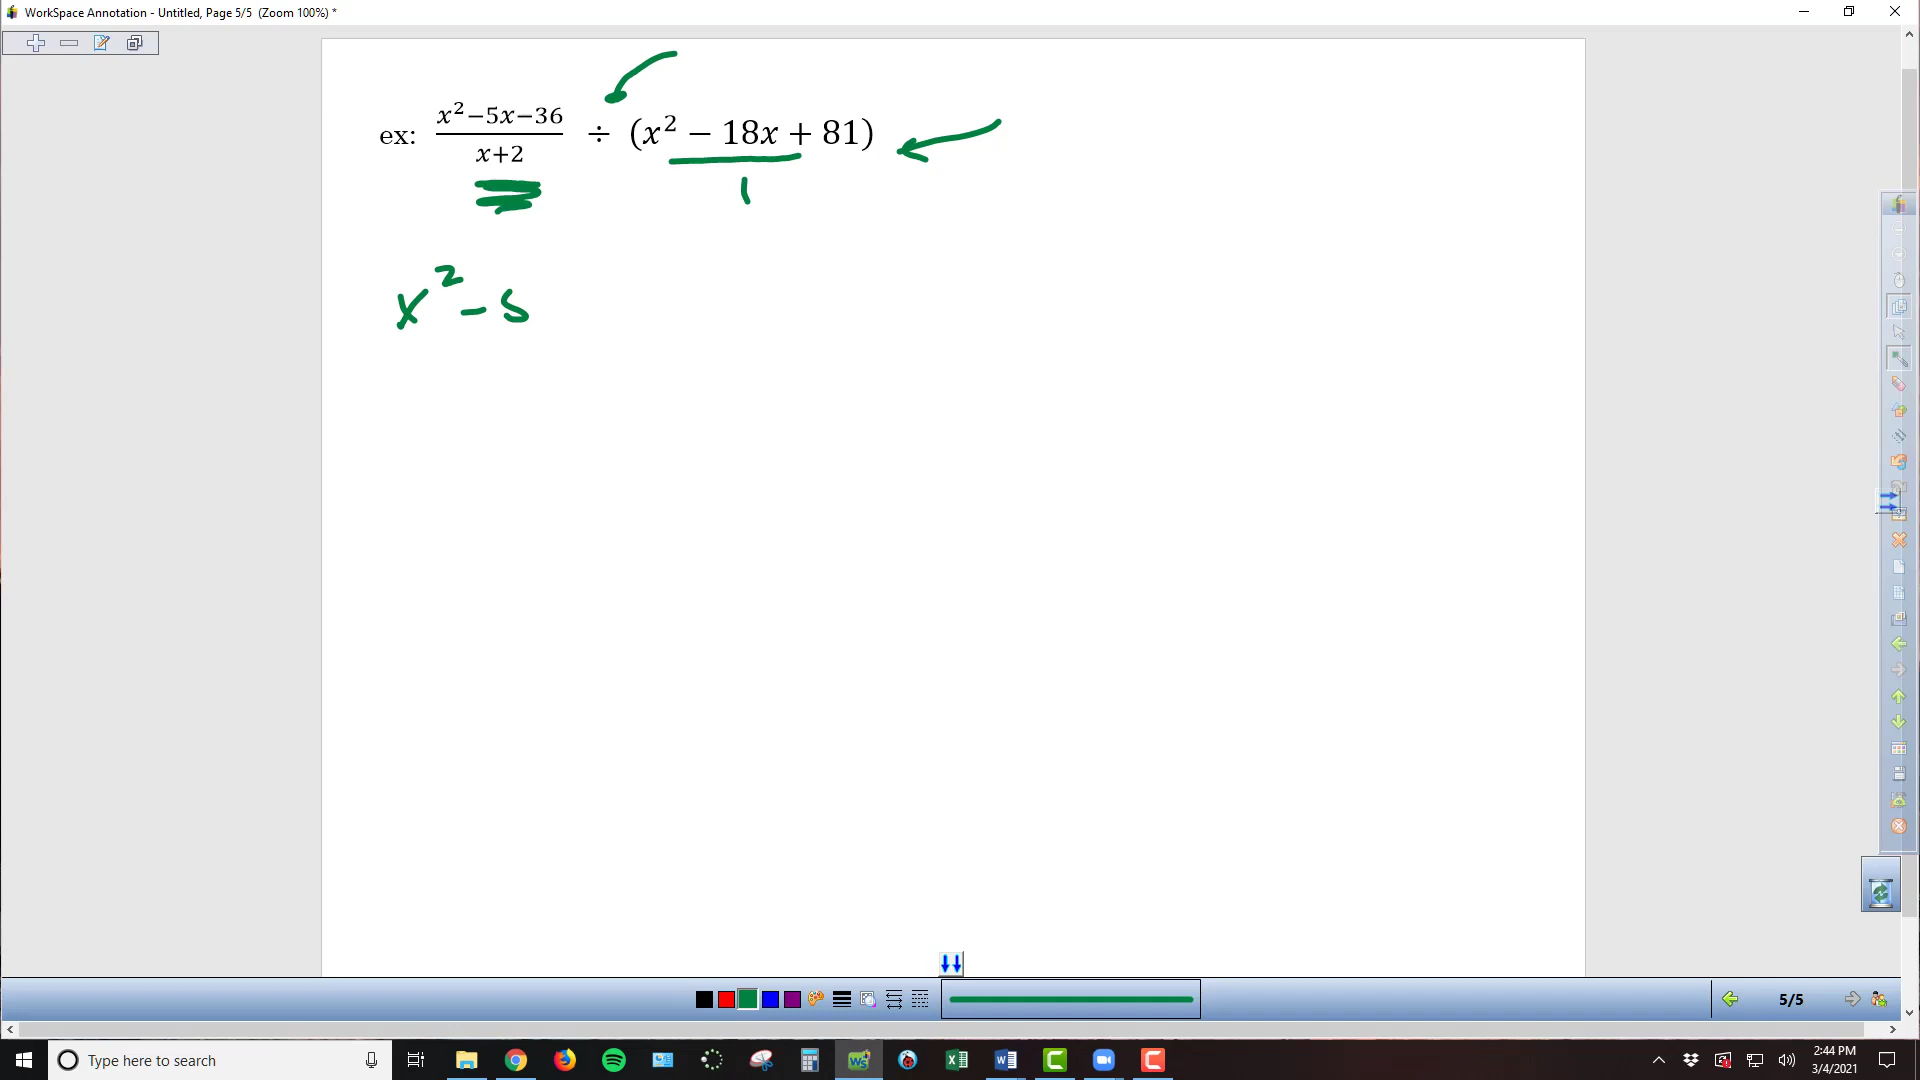 WorkSpace Annotation - Untitled, Page 5/5 (Zoom 100%) *
ex: x²−5x−36
x+2
÷ (x² − 18x + 81)
1
x² - 5
5/5
Type here to search
2:44 PM
3/4/2021